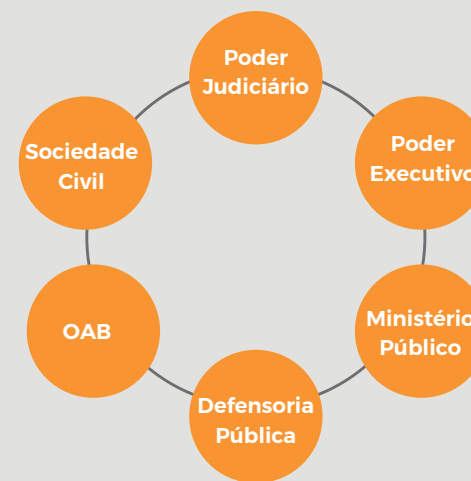 Poder
Judiciário
Poder
Executivo
Ministério
Público
Defensoria
Pública
OAB
Sociedade
Civil